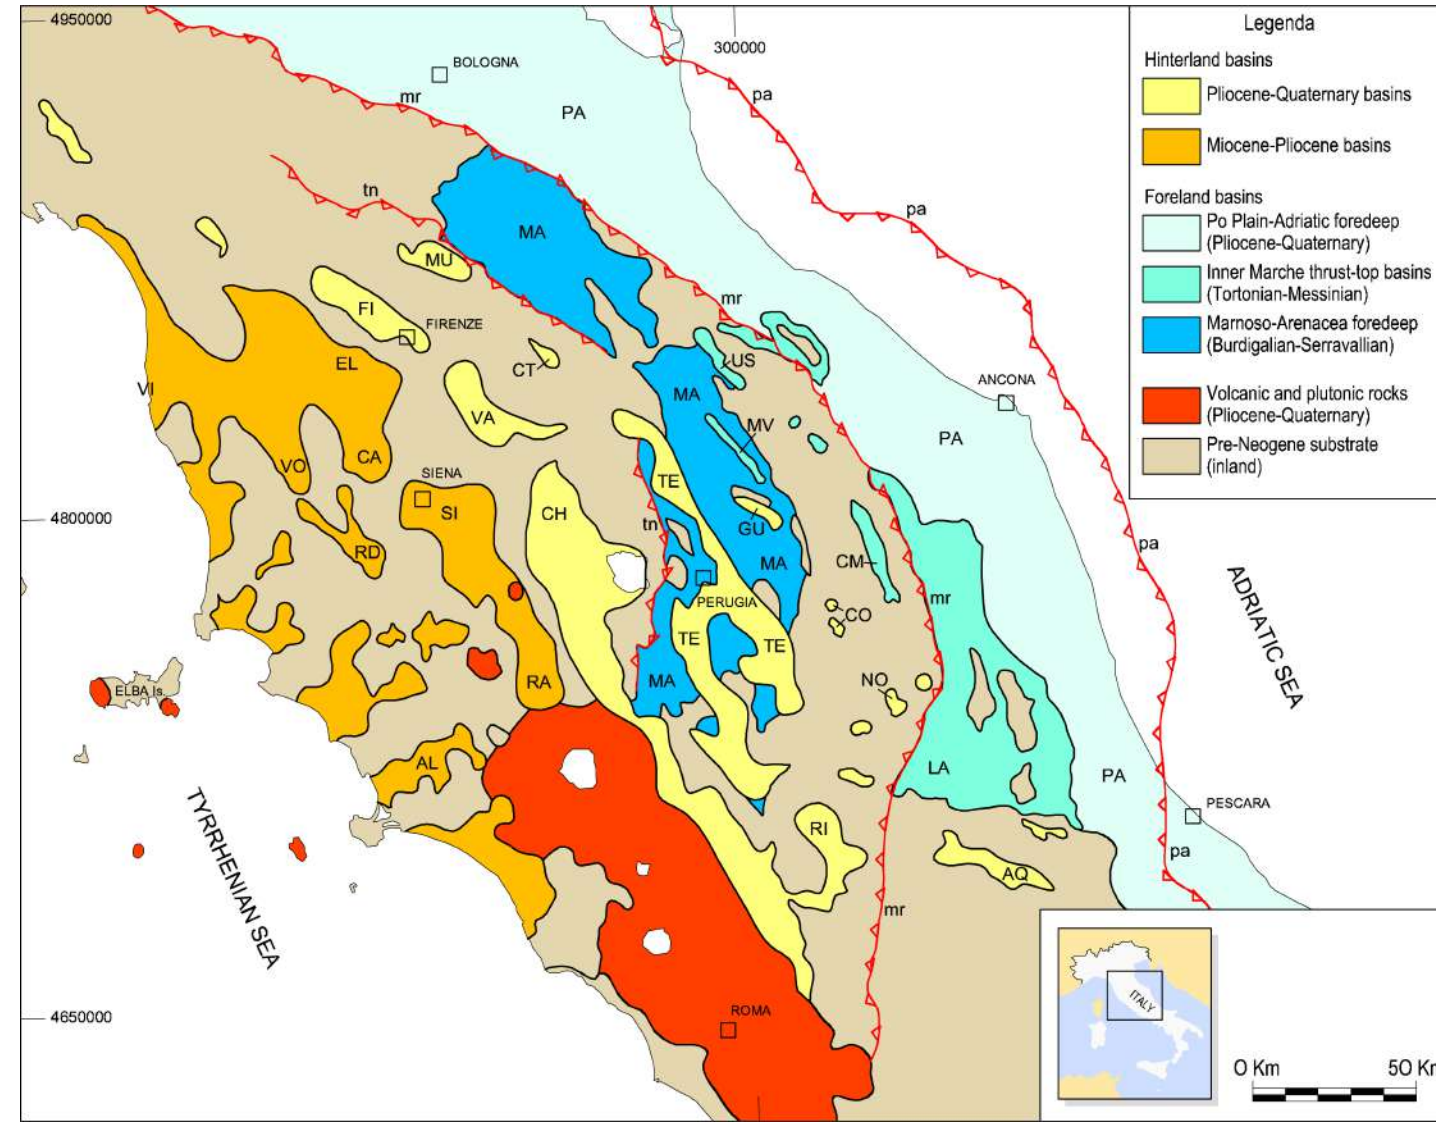 4950000
300000
Legenda
Hinterland basins
Pliocene-Quaternary basins
Miocene-Pliocene basins
Foreland basins
Po Plain-Adriatic foredeep
(Pliocene-Quaternary)
Inner Marche thrust-top basins
(Tortonian-Messinian)
Marnoso-Arenacea foredeep
(Burdigalian-Serravallian)
Volcanic and plutonic rocks
(Pliocene-Quaternary)
Pre-Neogene substrate
(inland)
BOLOGNA
mr
PA
pa
tn
pa
MA
MU
FI
FIRENZE
mr
EL
CT
US
VI
MA
ANCONA
VA
MV
PA
VO
CA
SIENA
TE
4800000
SI
CH
tn
GU
RD
MA
CM
pa
PERUGIA
mr
CO
ADRIATIC SEA
TE
TE
ELBA Is.
RA
MA
NO
AL
LA
PA
PESCARA
TYRRHENIAN SEA
RI
pa
AQ
mr
4650000
ROMA
ITALY
O Km
5O Km